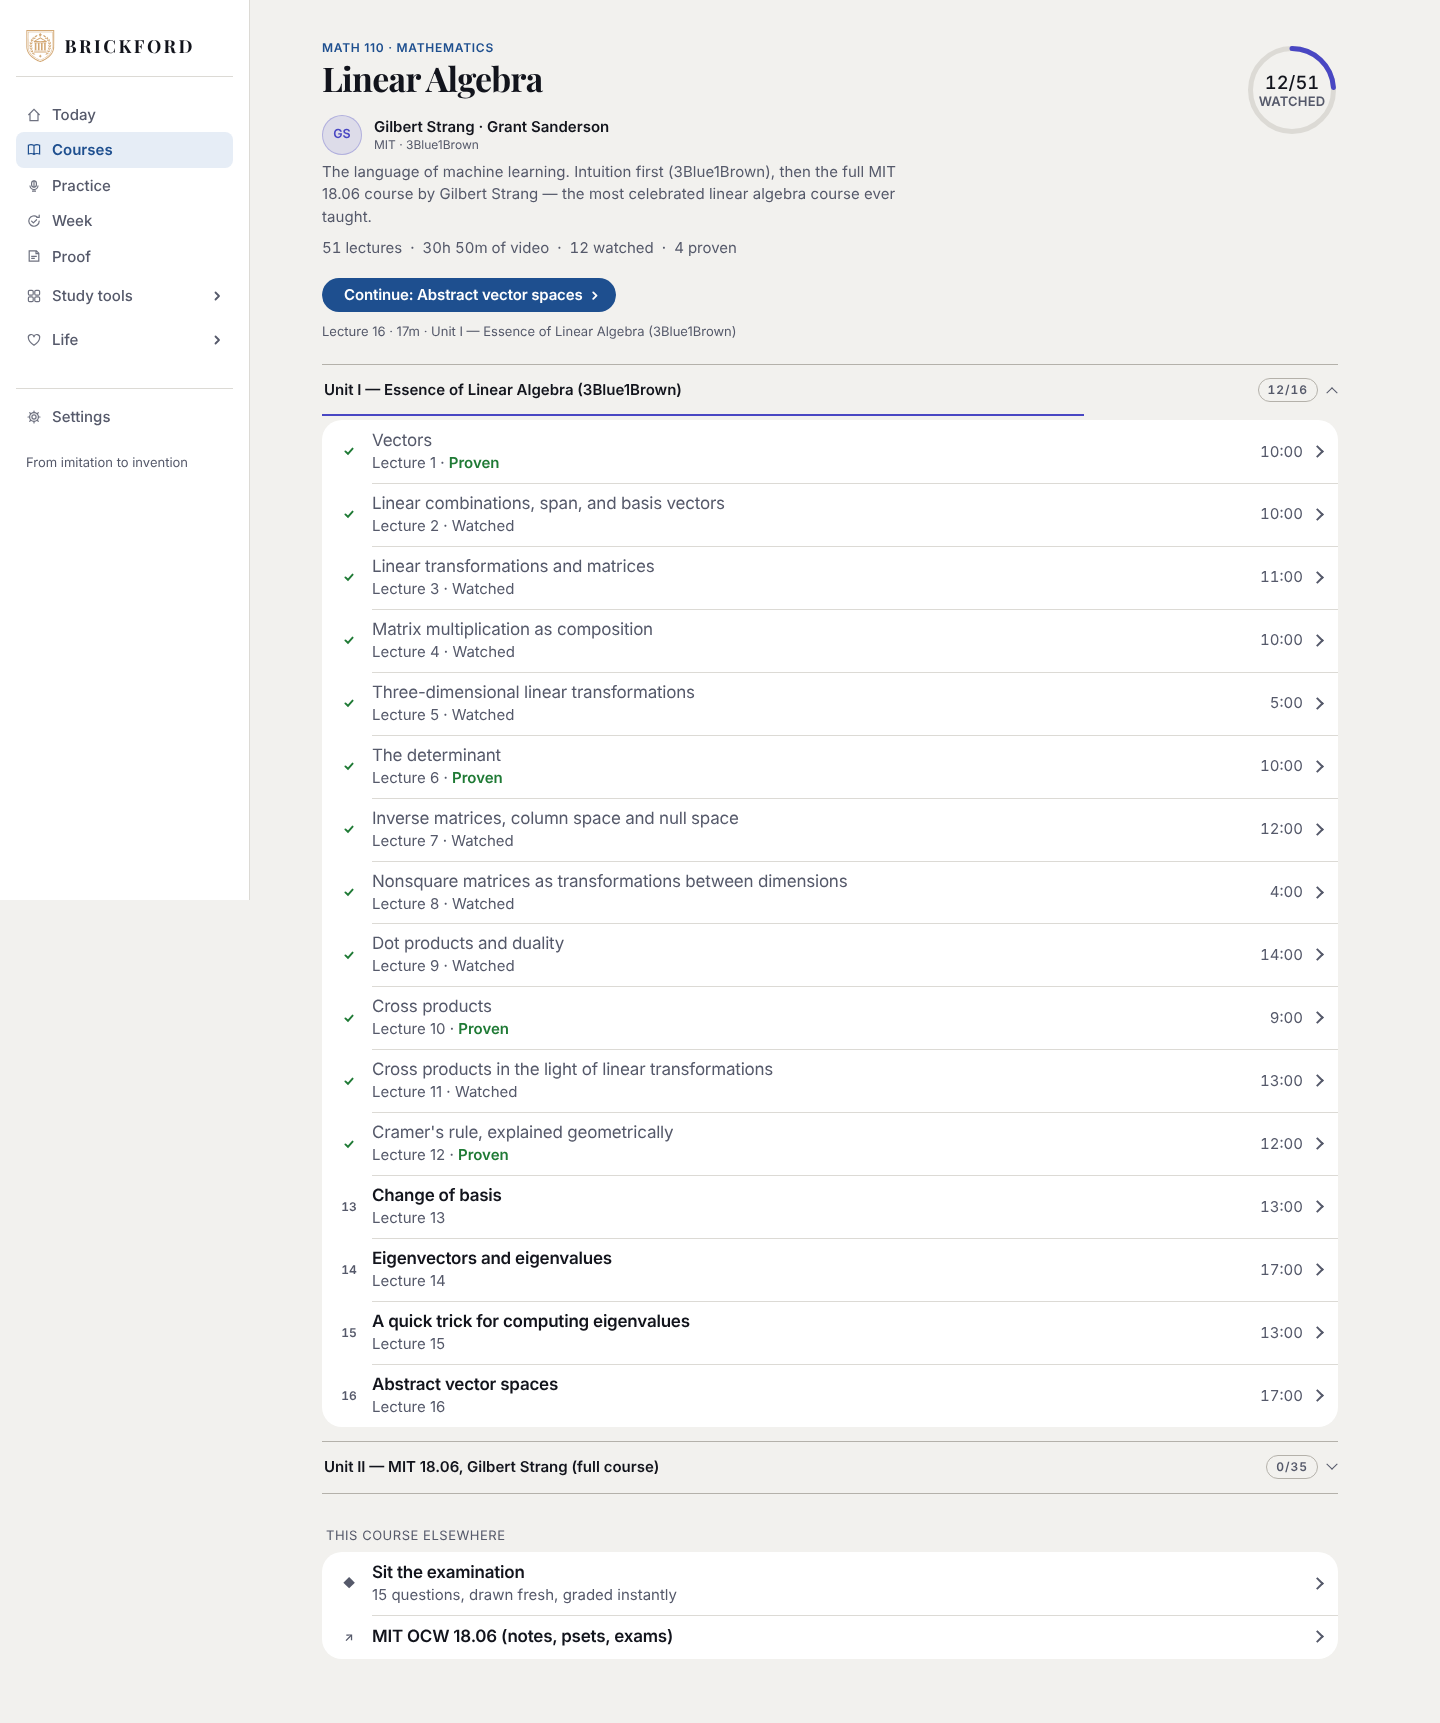 BRICKFORD
Today
Courses
Practice
Week
Proof
Study tools
Life
Settings
From imitation to invention
MATH 110 · MATHEMATICS
Linear Algebra
12/51
WATCHED
GS
Gilbert Strang · Grant Sanderson
MIT · 3Blue1Brown
The language of machine learning. Intuition first (3Blue1Brown), then the full MIT
18.06 course by Gilbert Strang — the most celebrated linear algebra course ever
taught.
51 lectures · 30h 50m of video · 12 watched · 4 proven
Continue: Abstract vector spaces
Lecture 16 · 17m · Unit I — Essence of Linear Algebra (3Blue1Brown)
Unit I — Essence of Linear Algebra (3Blue1Brown) 12/16
Vectors
Lecture 1 · Proven
10:00
Linear combinations, span, and basis vectors
Lecture 2 · Watched
10:00
Linear transformations and matrices
Lecture 3 · Watched
11:00
Matrix multiplication as composition
Lecture 4 · Watched
10:00
Three-dimensional linear transformations
Lecture 5 · Watched
5:00
The determinant
Lecture 6 · Proven
10:00
Inverse matrices, column space and null space
Lecture 7 · Watched
12:00
Nonsquare matrices as transformations between dimensions
Lecture 8 · Watched
4:00
Dot products and duality
Lecture 9 · Watched
14:00
Cross products
Lecture 10 · Proven
9:00
Cross products in the light of linear transformations
Lecture 11 · Watched
13:00
Cramer's rule, explained geometrically
Lecture 12 · Proven
12:00
13
Change of basis
Lecture 13
13:00
14
Eigenvectors and eigenvalues
Lecture 14
17:00
15
A quick trick for computing eigenvalues
Lecture 15
13:00
16
Abstract vector spaces
Lecture 16
17:00
Unit II — MIT 18.06, Gilbert Strang (full course) 0/35
THIS COURSE ELSEWHERE
Sit the examination
15 questions, drawn fresh, graded instantly
MIT OCW 18.06 (notes, psets, exams)